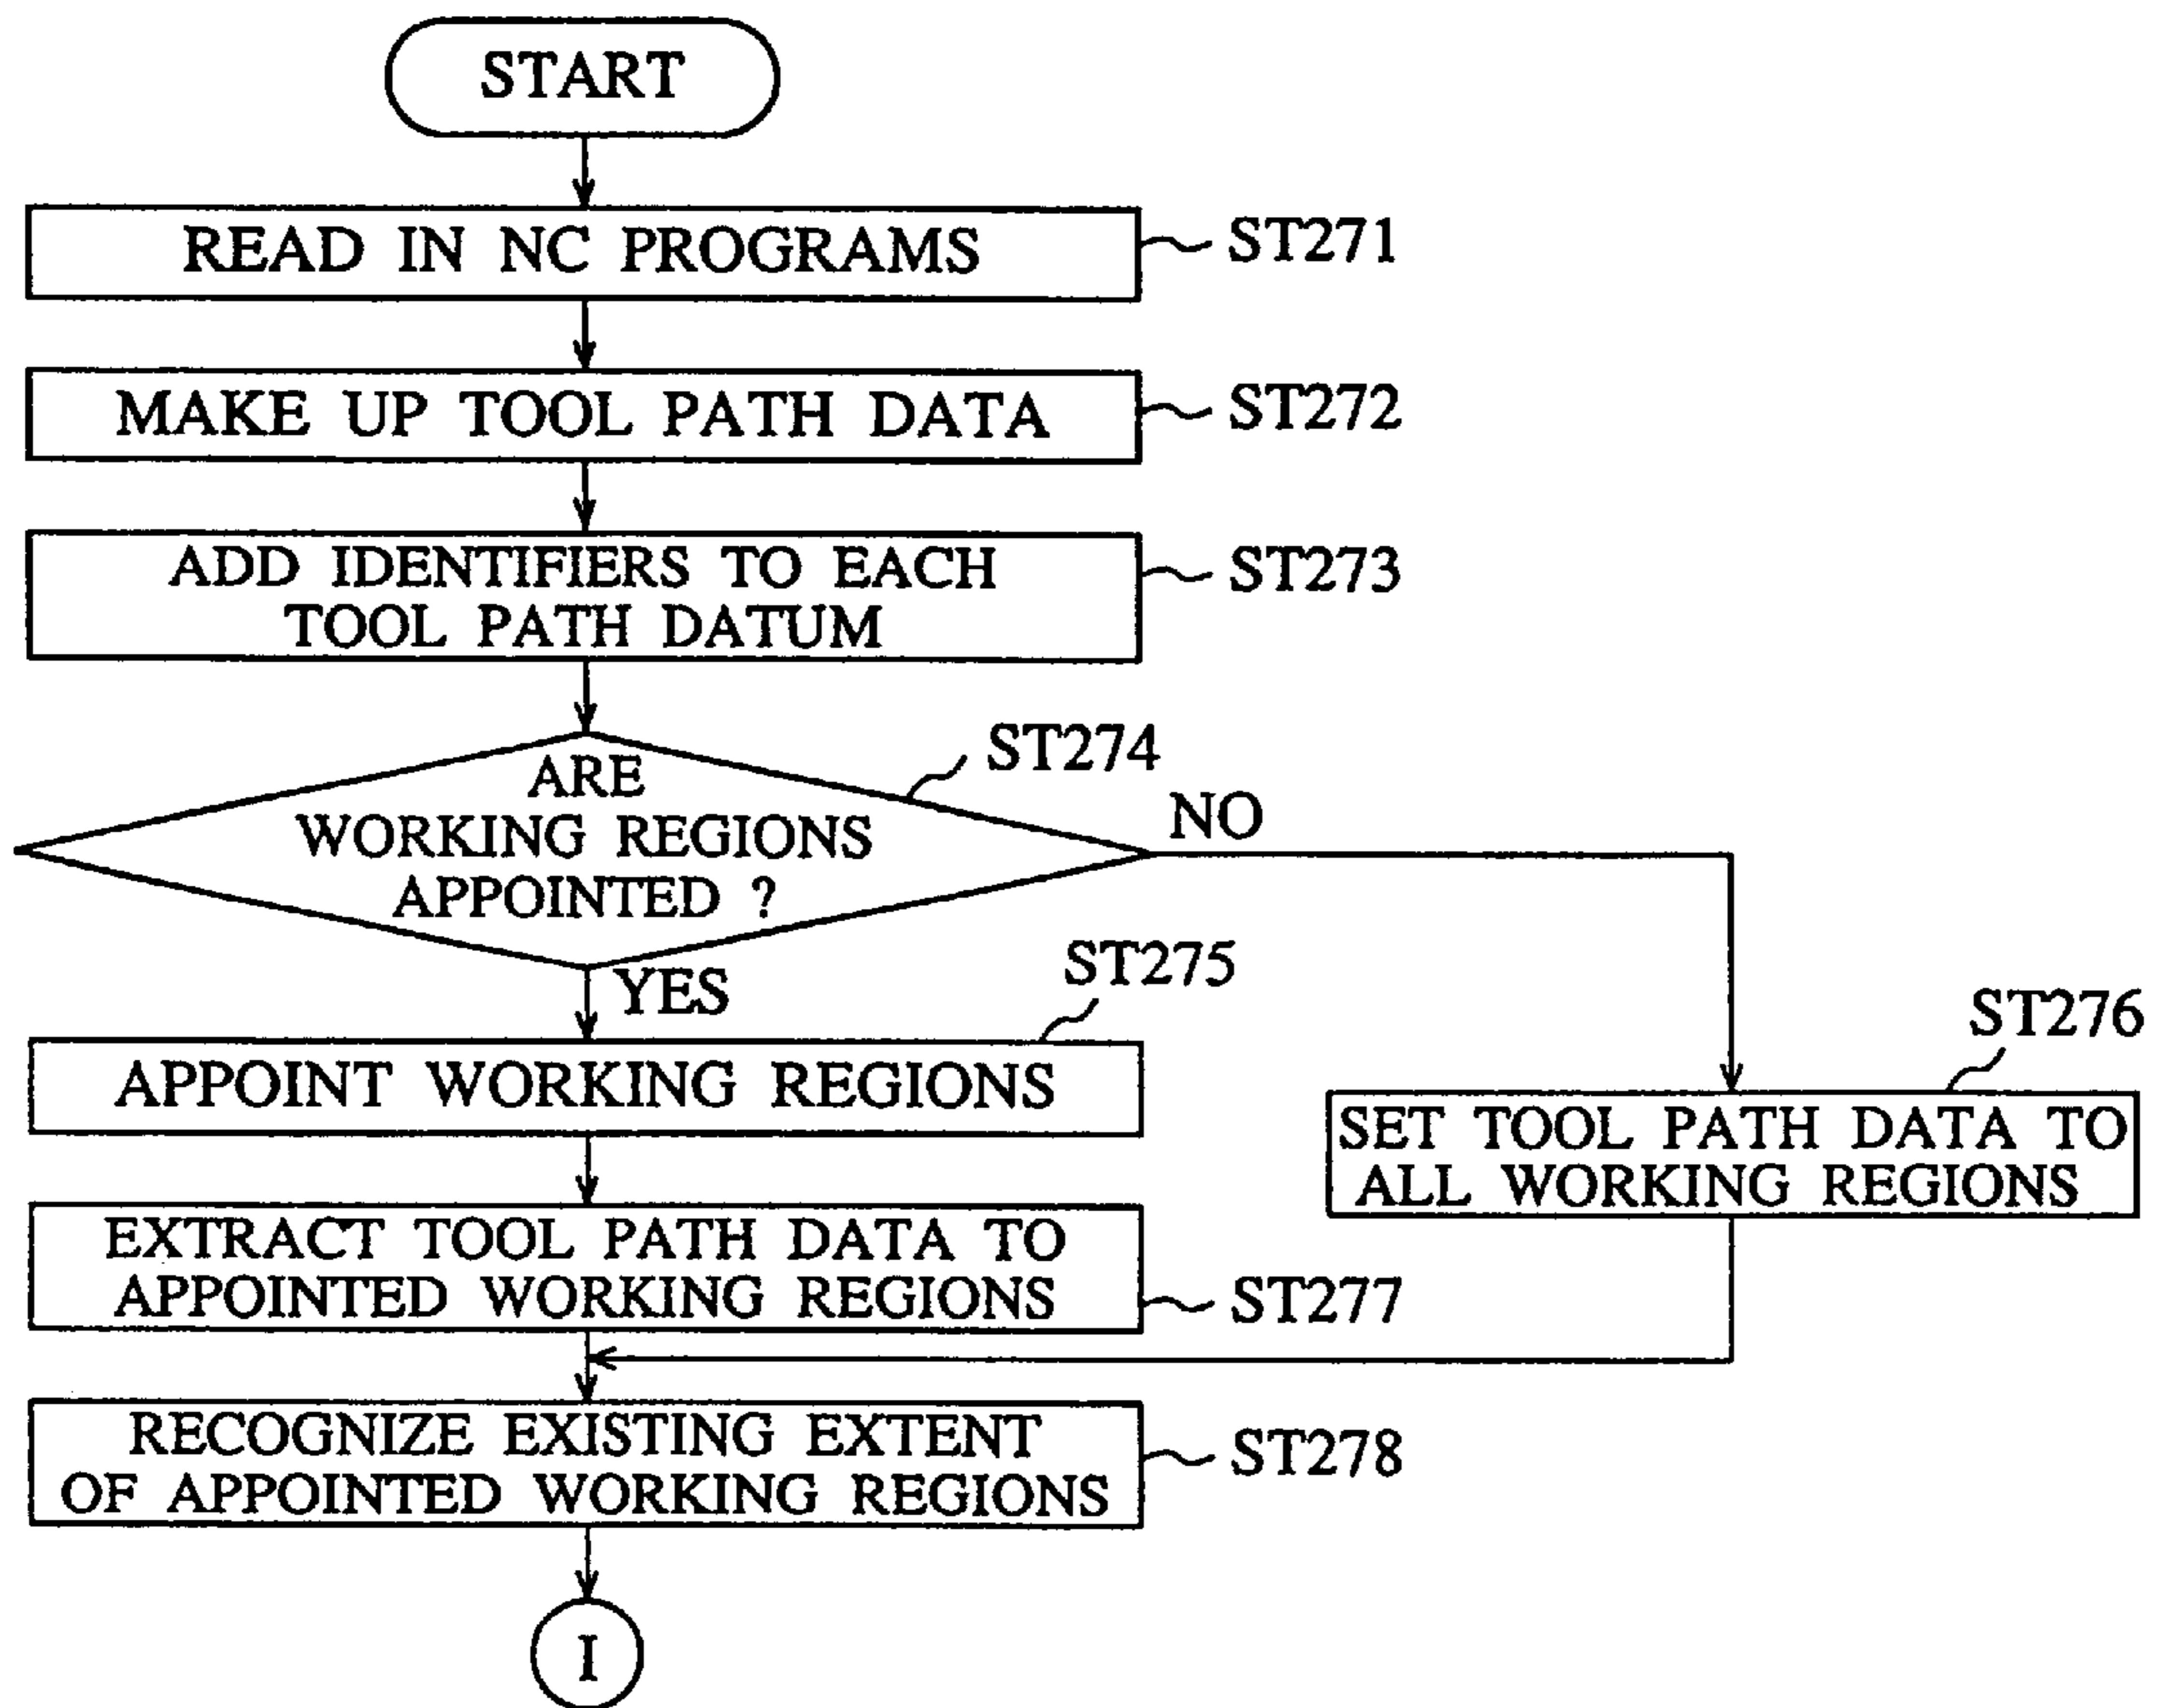 START
READ IN NC PROGRAMS
ST271
MAKE UP TOOL PATH DATA
ST272
ADD IDENTIFIERS TO EACH
TOOL PATH DATUM
ST273
ST274
ARE
WORKING REGIONS
APPOINTED ?
NO
YES
ST275
APPOINT WORKING REGIONS
ST276
SET TOOL PATH DATA TO
ALL WORKING REGIONS
EXTRACT TOOL PATH DATA TO
APPOINTED WORKING REGIONS
ST277
RECOGNIZE EXISTING EXTENT
OF APPOINTED WORKING REGIONS
ST278
I